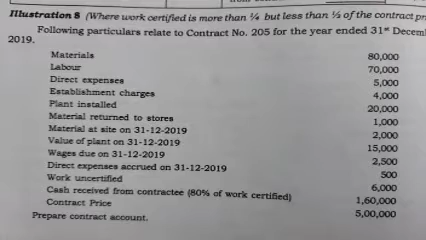 Illustration 8 (Where work certified is more than ¼ but less than ½ of the contract pr
Following particulars relate to Contract No. 205 for the year ended 31st Decem
2019.
Materials 80,000
Labour 70,000
Direct expenses 5,000
Establishment charges 4,000
Plant installed 20,000
Material returned to stores 1,000
Material at site on 31-12-2019 2,000
Value of plant on 31-12-2019 15,000
Wages due on 31-12-2019 2,500
Direct expenses accrued on 31-12-2019 500
Work uncertified 6,000
Cash received from contractee (80% of work certified) 1,60,000
Contract Price 5,00,000
Prepare contract account.